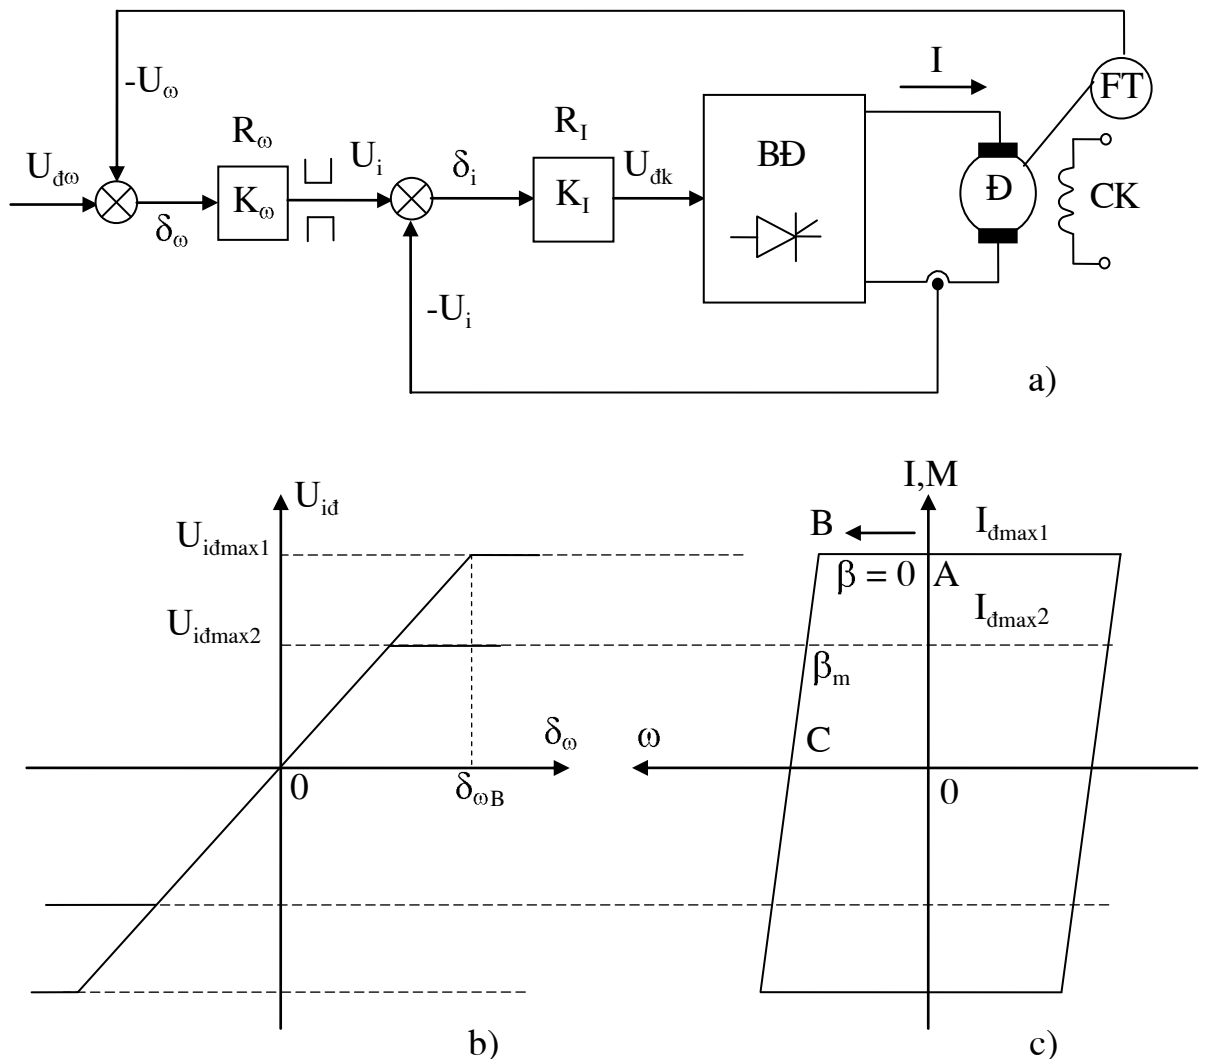 -Uω
Uđω
δω
Rω
Kω
Ui
δi
RI
KI
Uđk
BĐ
I
Đ
FT
CK
-Ui
a)
Uiđ
Uiđmax1
Uiđmax2
δω
0
δωB
b)
I,M
B
Iđmax1
β = 0
A
Iđmax2
βm
ω
C
0
c)